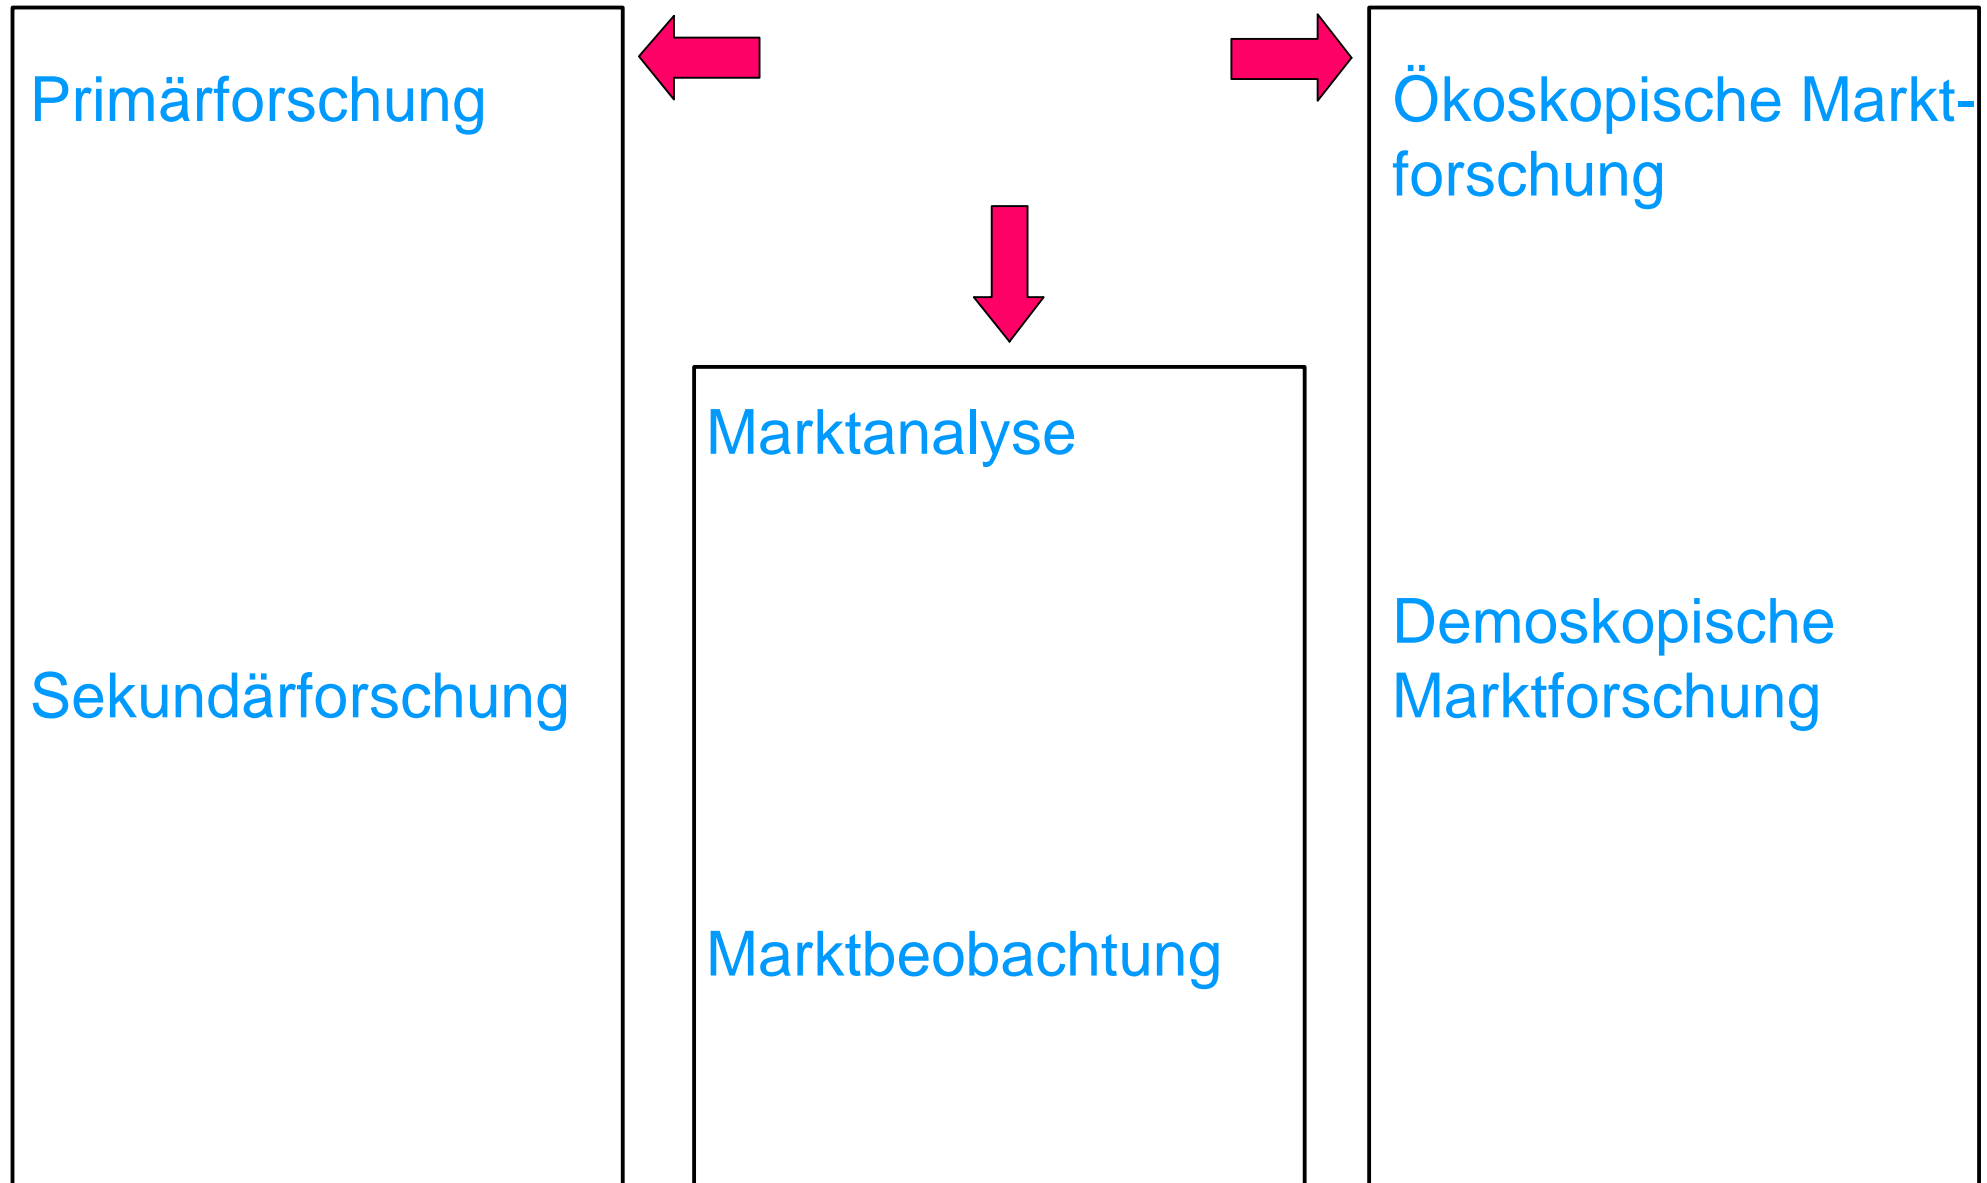 Primärforschung
Sekundärforschung
Marktanalyse
Marktbeobachtung
Ökoskopische Markt-
forschung
Demoskopische
Marktforschung